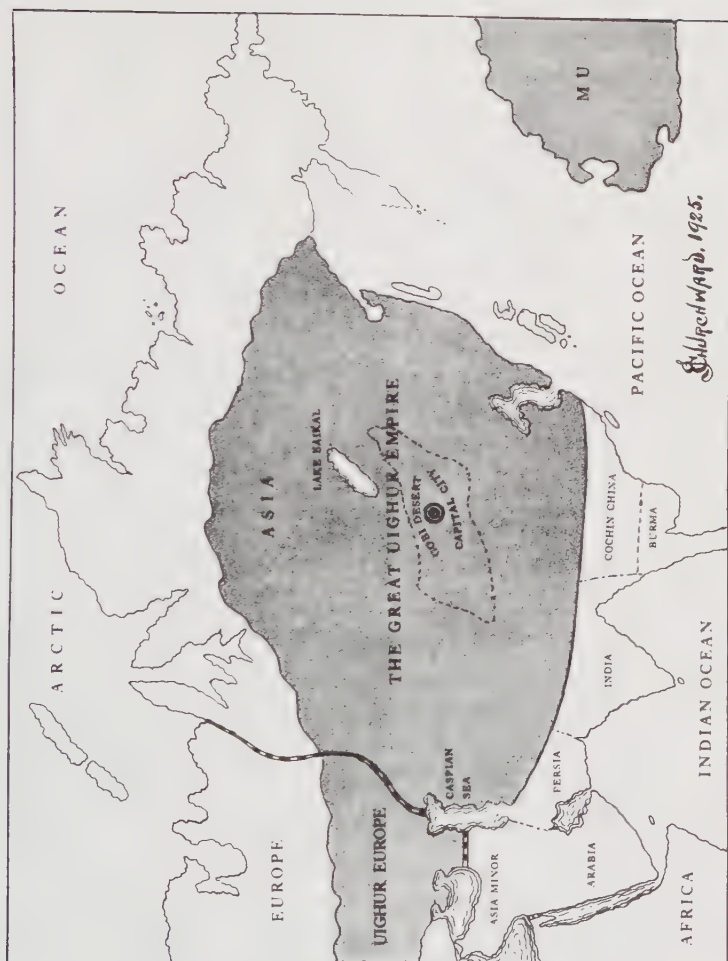 ARCTIC
OCEAN
EUROPE
ASIA
LAKE BAIKAL
MU
UIGHUR EUROPE
THE GREAT UIGHUR EMPIRE
CASPIAN
SEA
GOBI DESERT
CAPITAL CITY
ASIA MINOR
PERSIA
ARABIA
INDIA
COCHIN CHINA
BURMA
AFRICA
INDIAN OCEAN
PACIFIC OCEAN
CHURCHWARD. 1925.